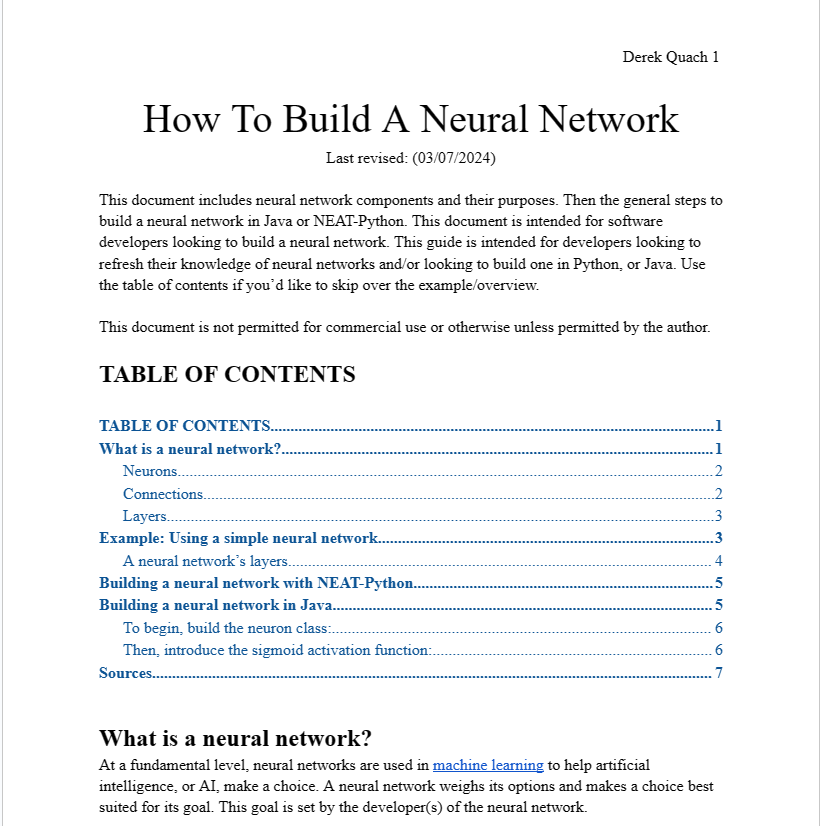 Derek Quach 1
How To Build A Neural Network
Last revised: (03/07/2024)
This document includes neural network components and their purposes. Then the general steps to
build a neural network in Java or NEAT-Python. This document is intended for software
developers looking to build a neural network. This guide is intended for developers looking to
refresh their knowledge of neural networks and/or looking to build one in Python, or Java. Use
the table of contents if you’d like to skip over the example/overview.
This document is not permitted for commercial use or otherwise unless permitted by the author.
TABLE OF CONTENTS
TABLE OF CONTENTS........................................................................1
What is a neural network?........................................................................1
Neurons........................................................................2
Connections........................................................................2
Layers........................................................................3
Example: Using a simple neural network........................................................................3
A neural network’s layers........................................................................ 4
Building a neural network with NEAT-Python........................................................................ 5
Building a neural network in Java........................................................................ 5
To begin, build the neuron class:........................................................................ 6
Then, introduce the sigmoid activation function:........................................................................ 6
Sources........................................................................ 7
What is a neural network?
At a fundamental level, neural networks are used in machine learning to help artificial
intelligence, or AI, make a choice. A neural network weighs its options and makes a choice best
suited for its goal. This goal is set by the developer(s) of the neural network.